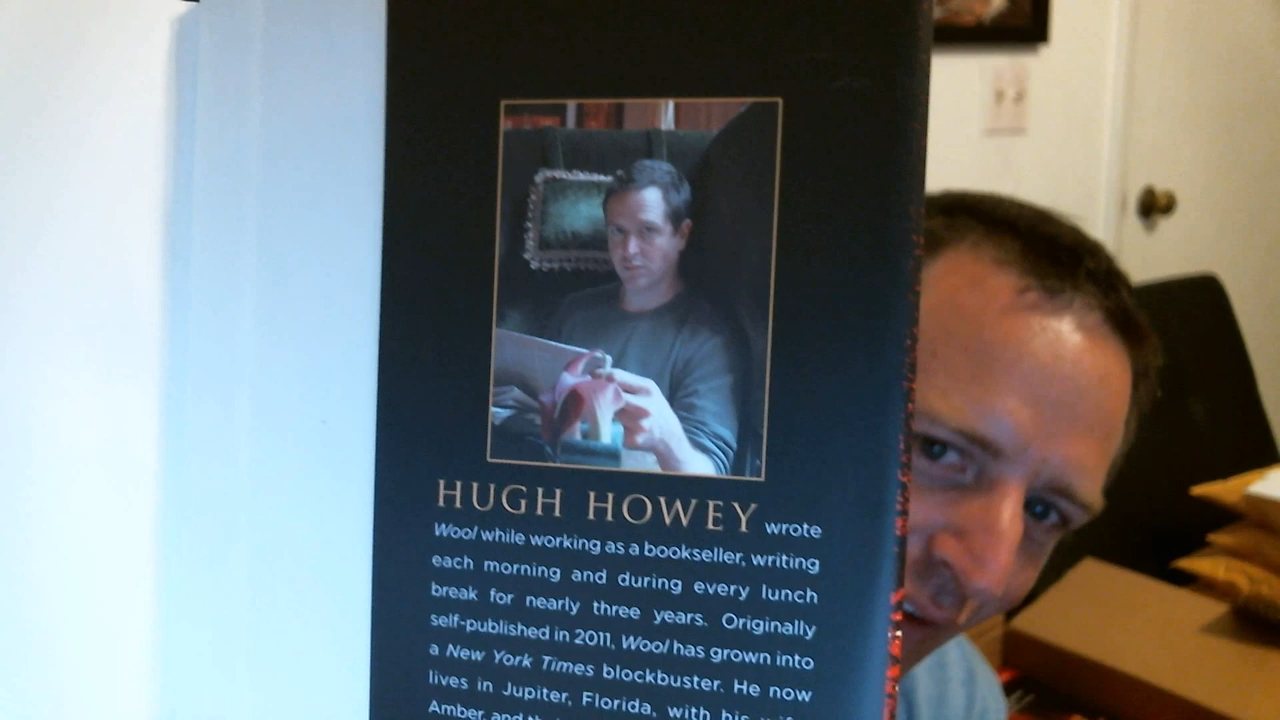 HUGH HOWEY wrote
Wool while working as a bookseller, writing
each morning and during every lunch
break for nearly three years. Originally
self-published in 2011, Wool has grown into
a New York Times blockbuster. He now
lives in Jupiter, Florida, with his
Amber, and